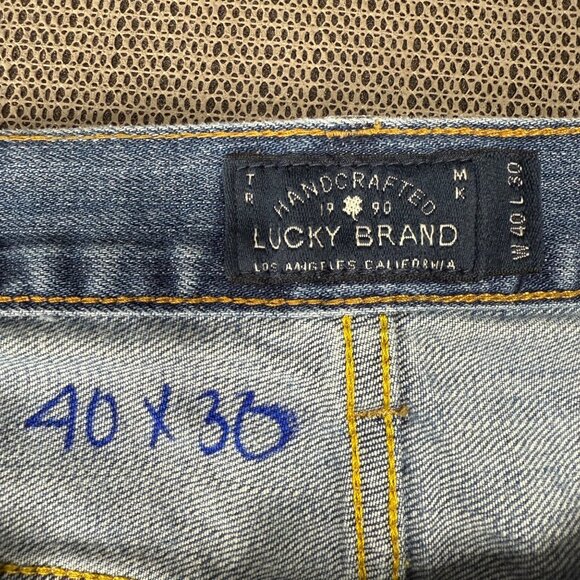 TR MK
HANDCRAFTED
19 90
LUCKY BRAND
LOS ANGELES CALIFORNIA
W 40 L 30
40 X 30